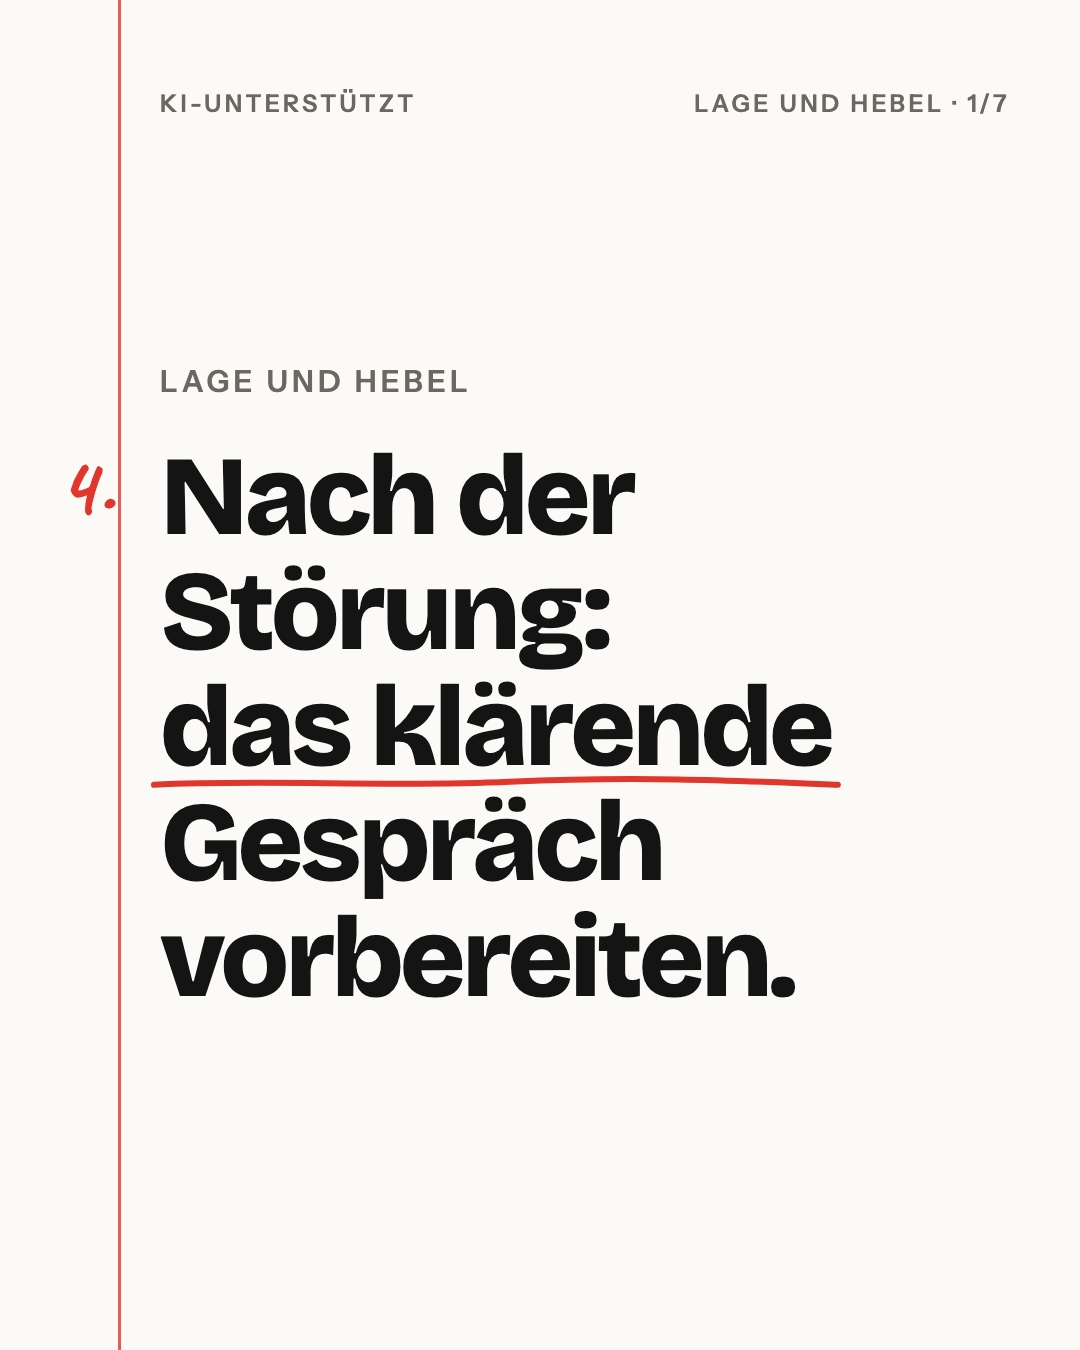 KI-UNTERSTÜTZT
LAGE UND HEBEL · 1/7
LAGE UND HEBEL
4.
Nach der
Störung:
das klärende
Gespräch
vorbereiten.